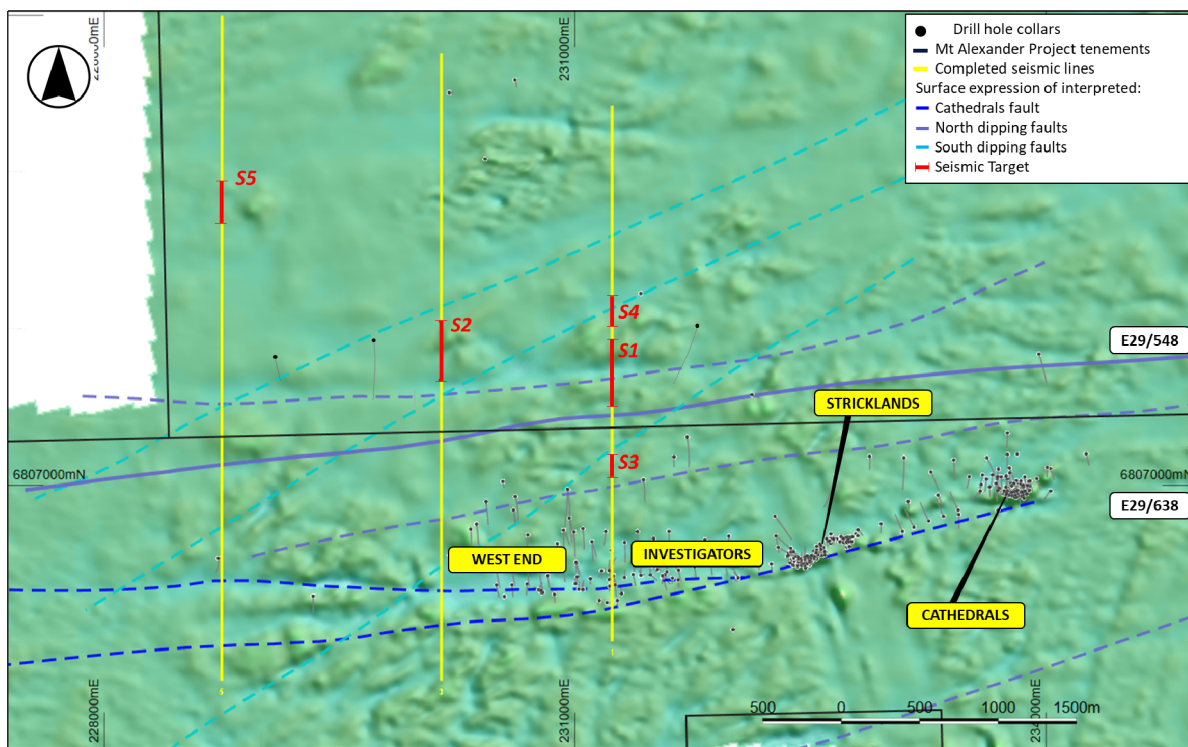 228000mE
231000mE
Drill hole collars
Mt Alexander Project tenements
Completed seismic lines
Surface expression of interpreted:
Cathedrals fault
North dipping faults
South dipping faults
Seismic Target
S5
S4
S2
S1
E29/548
STRICKLANDS
S3
6807000mN
6807000mN
E29/638
WEST END
INVESTIGATORS
CATHEDRALS
228000mE
231000mE
234000mE
500 0 500 1000 1500m